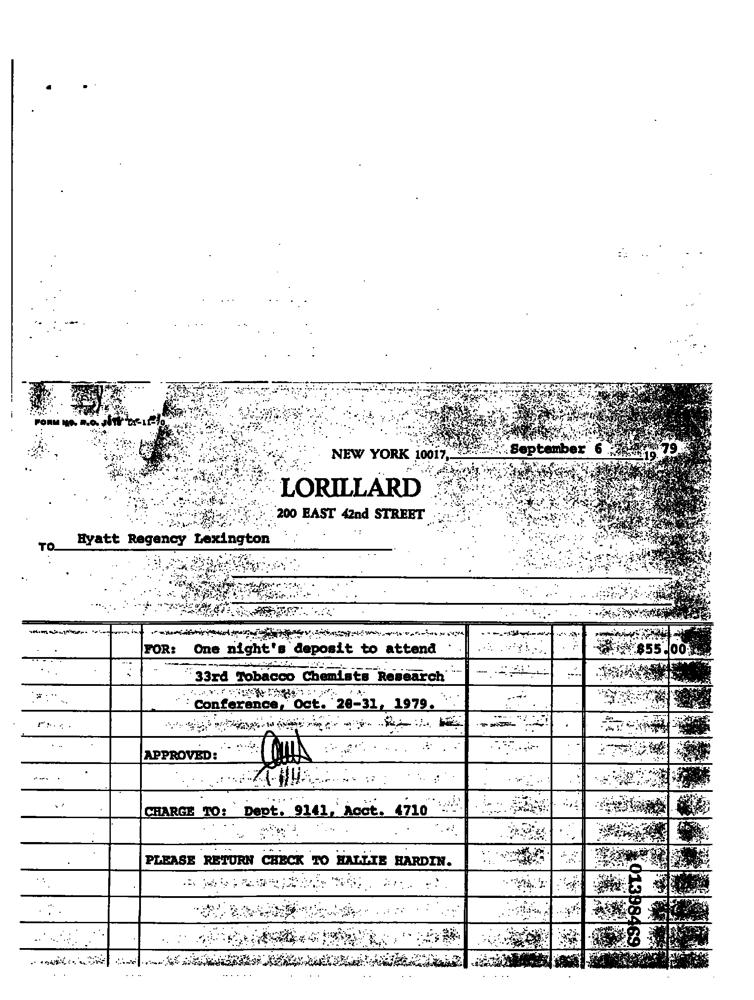 FORM NO. R.O.
NEW YORK 10017, September 6 19 79
LORILLARD
200 EAST 42nd STREET
TO Hyatt Regency Lexington
FOR: One night's deposit to attend $55.00
33rd Tobacco Chemists Research
Conference, Oct. 28-31, 1979.
APPROVED:
CHARGE TO: Dept. 9141, Acct. 4710
PLEASE RETURN CHECK TO HALLIE HARDIN.
01398469